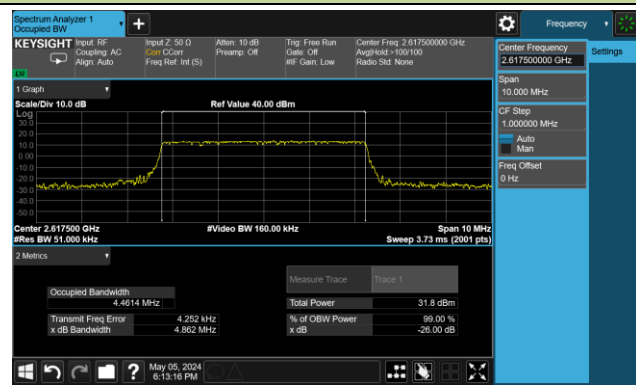 Spectrum Analyzer 1
Occupied BW
+
Frequency
KEYSIGHT
Input: RF
Coupling: AC
Align: Auto
Input Z: 50 Ω
Corr CCorr
Freq Ref: Int (S)
Atten: 10 dB
Preamp: Off
Trig: Free Run
Gate: Off
#IF Gain: Low
Center Freq: 2.617500000 GHz
Avg|Hold:>100/100
Radio Std: None
Center Frequency
2.617500000 GHz
Settings
Span
10.000 MHz
CF Step
1.000000 MHz
Auto
Man
Freq Offset
0 Hz
1 Graph
Scale/Div 10.0 dB
Ref Value 40.00 dBm
Log
30.0
20.0
10.0
0.00
-10.0
-20.0
-30.0
-40.0
-50.0
Center 2.617500 GHz
#Video BW 160.00 kHz
Span 10 MHz
#Res BW 51.000 kHz
Sweep 3.73 ms (2001 pts)
2 Metrics
Measure Trace
Trace 1
Occupied Bandwidth
4.4614 MHz
Total Power
31.8 dBm
Transmit Freq Error
4.252 kHz
% of OBW Power
99.00 %
x dB Bandwidth
4.862 MHz
x dB
-26.00 dB
?
May 05, 2024
6:13:16 PM